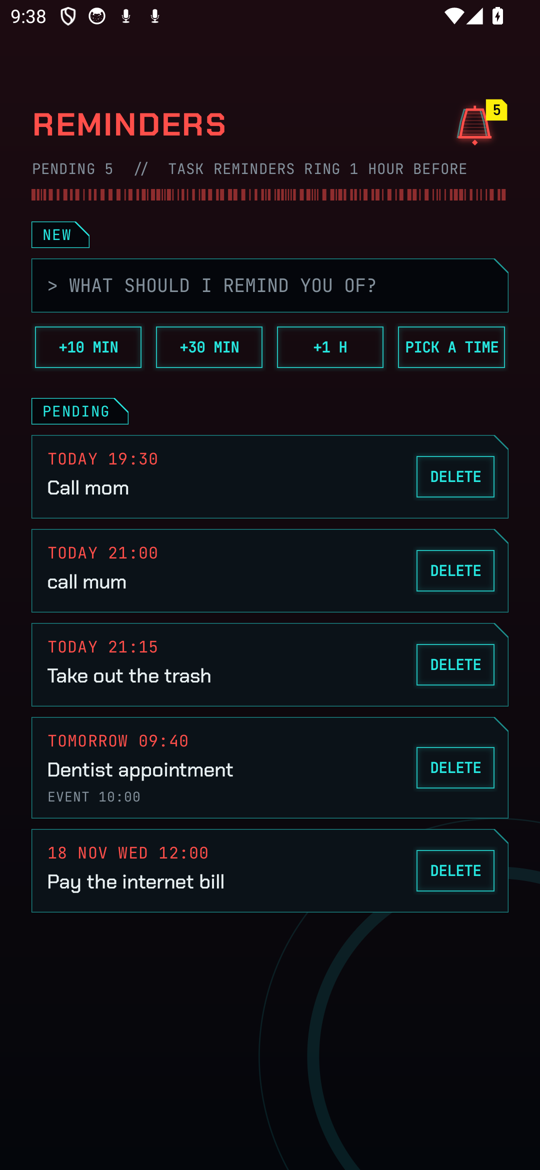 9:38
REMINDERS
5
PENDING 5 // TASK REMINDERS RING 1 HOUR BEFORE
NEW
> WHAT SHOULD I REMIND YOU OF?
+10 MIN +30 MIN +1 H PICK A TIME
PENDING
TODAY 19:30
Call mom
DELETE
TODAY 21:00
call mum
DELETE
TODAY 21:15
Take out the trash
DELETE
TOMORROW 09:40
Dentist appointment
EVENT 10:00
DELETE
18 NOV WED 12:00
Pay the internet bill
DELETE